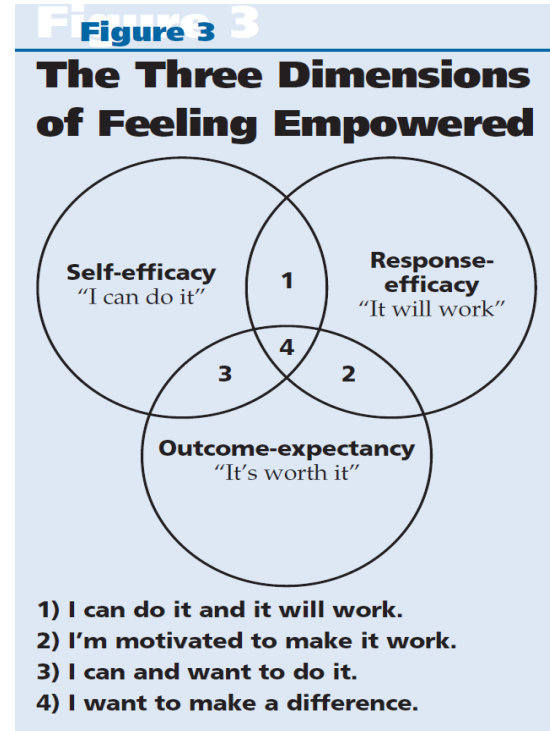 Figure 3
The Three Dimensions
of Feeling Empowered
Self-efficacy
“I can do it”
1
Response-
efficacy
“It will work”
4
3
2
Outcome-expectancy
“It’s worth it”
1) I can do it and it will work.
2) I’m motivated to make it work.
3) I can and want to do it.
4) I want to make a difference.